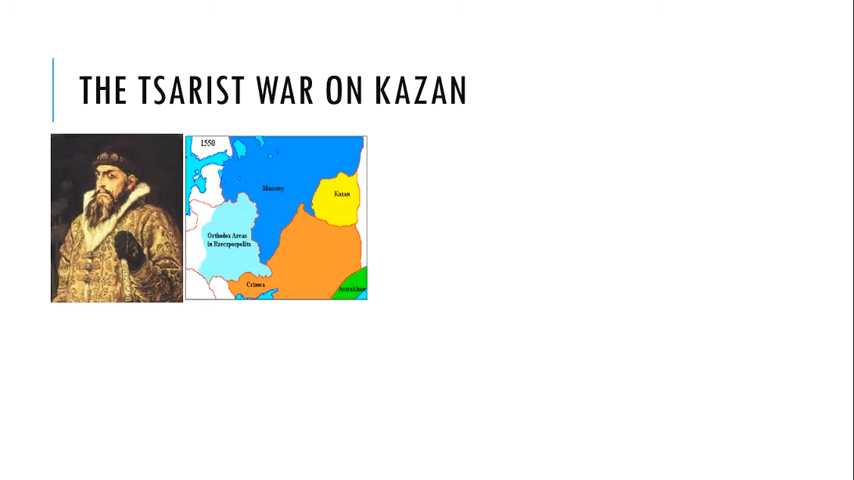 THE TSARIST WAR ON KAZAN
1550
Muscovy
Kazan
Orthodox Areas
in Rzeczpospolita
Crimea
Astrakhan